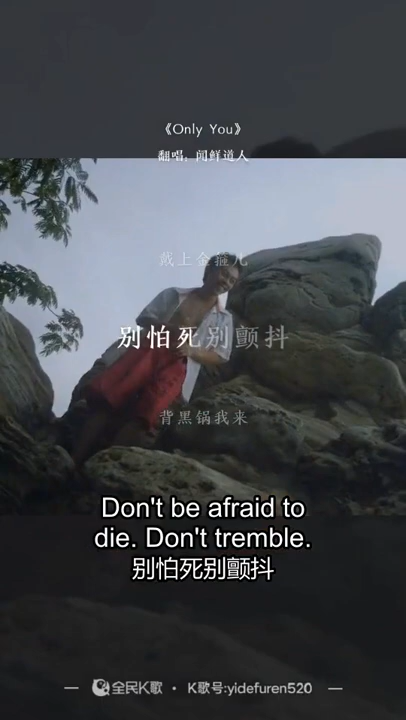 《Only You》
翻唱：闻鲜道人
戴上金箍儿
别怕死别颤抖
背黑锅我来
Don't be afraid to
die. Don't tremble.
别怕死别颤抖
— 全民K歌 · K歌号:yidefuren520 —